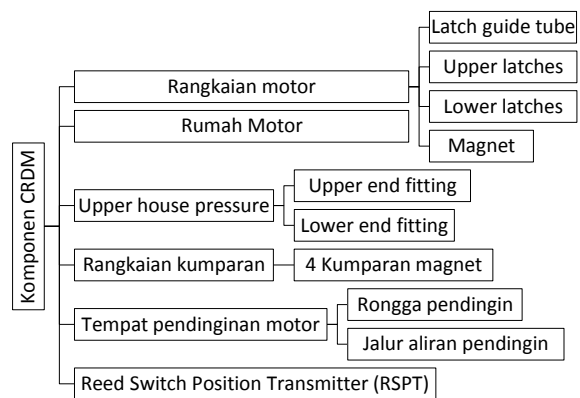 Komponen CRDM
Rangkaian motor
Latch guide tube
Upper latches
Lower latches
Magnet
Rumah Motor
Upper house pressure
Upper end fitting
Lower end fitting
Rangkaian kumparan
4 Kumparan magnet
Tempat pendinginan motor
Rongga pendingin
Jalur aliran pendingin
Reed Switch Position Transmitter (RSPT)